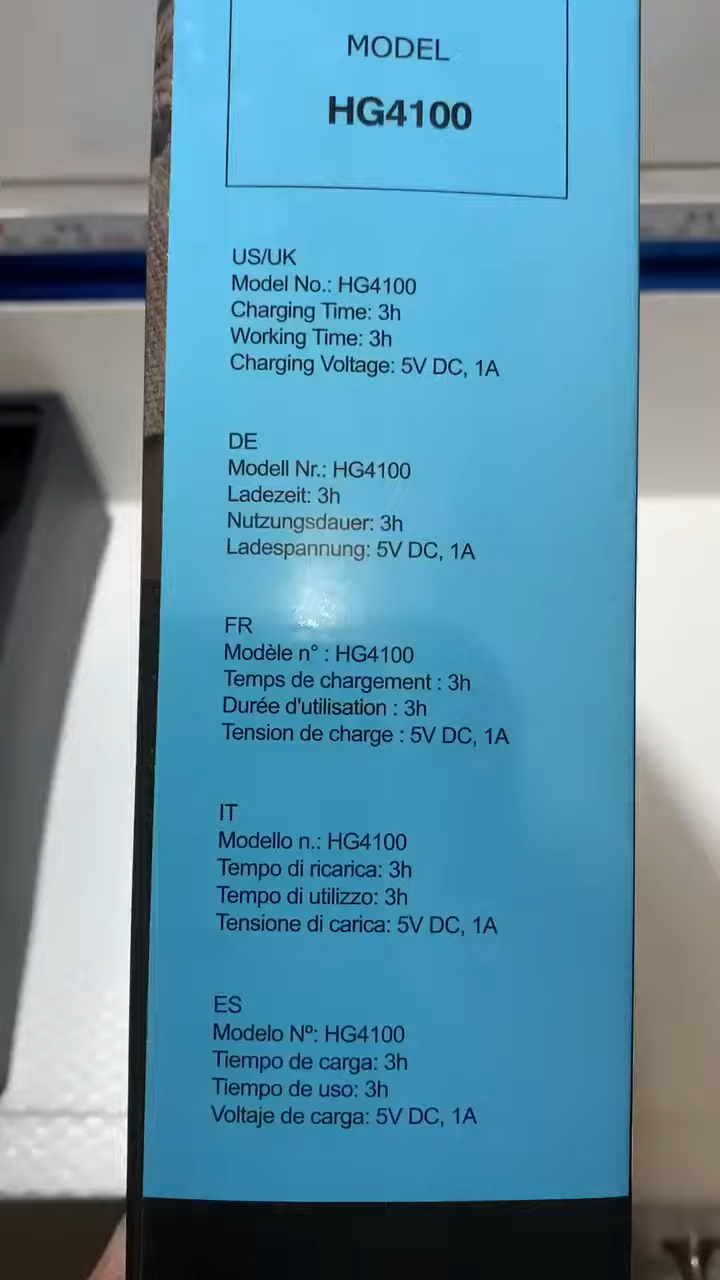 MODEL
HG4100
US/UK
Model No.: HG4100
Charging Time: 3h
Working Time: 3h
Charging Voltage: 5V DC, 1A
DE
Modell Nr.: HG4100
Ladezeit: 3h
Nutzungsdauer: 3h
Ladespannung: 5V DC, 1A
FR
Modèle n° : HG4100
Temps de chargement : 3h
Durée d'utilisation : 3h
Tension de charge : 5V DC, 1A
IT
Modello n.: HG4100
Tempo di ricarica: 3h
Tempo di utilizzo: 3h
Tensione di carica: 5V DC, 1A
ES
Modelo Nº: HG4100
Tiempo de carga: 3h
Tiempo de uso: 3h
Voltaje de carga: 5V DC, 1A